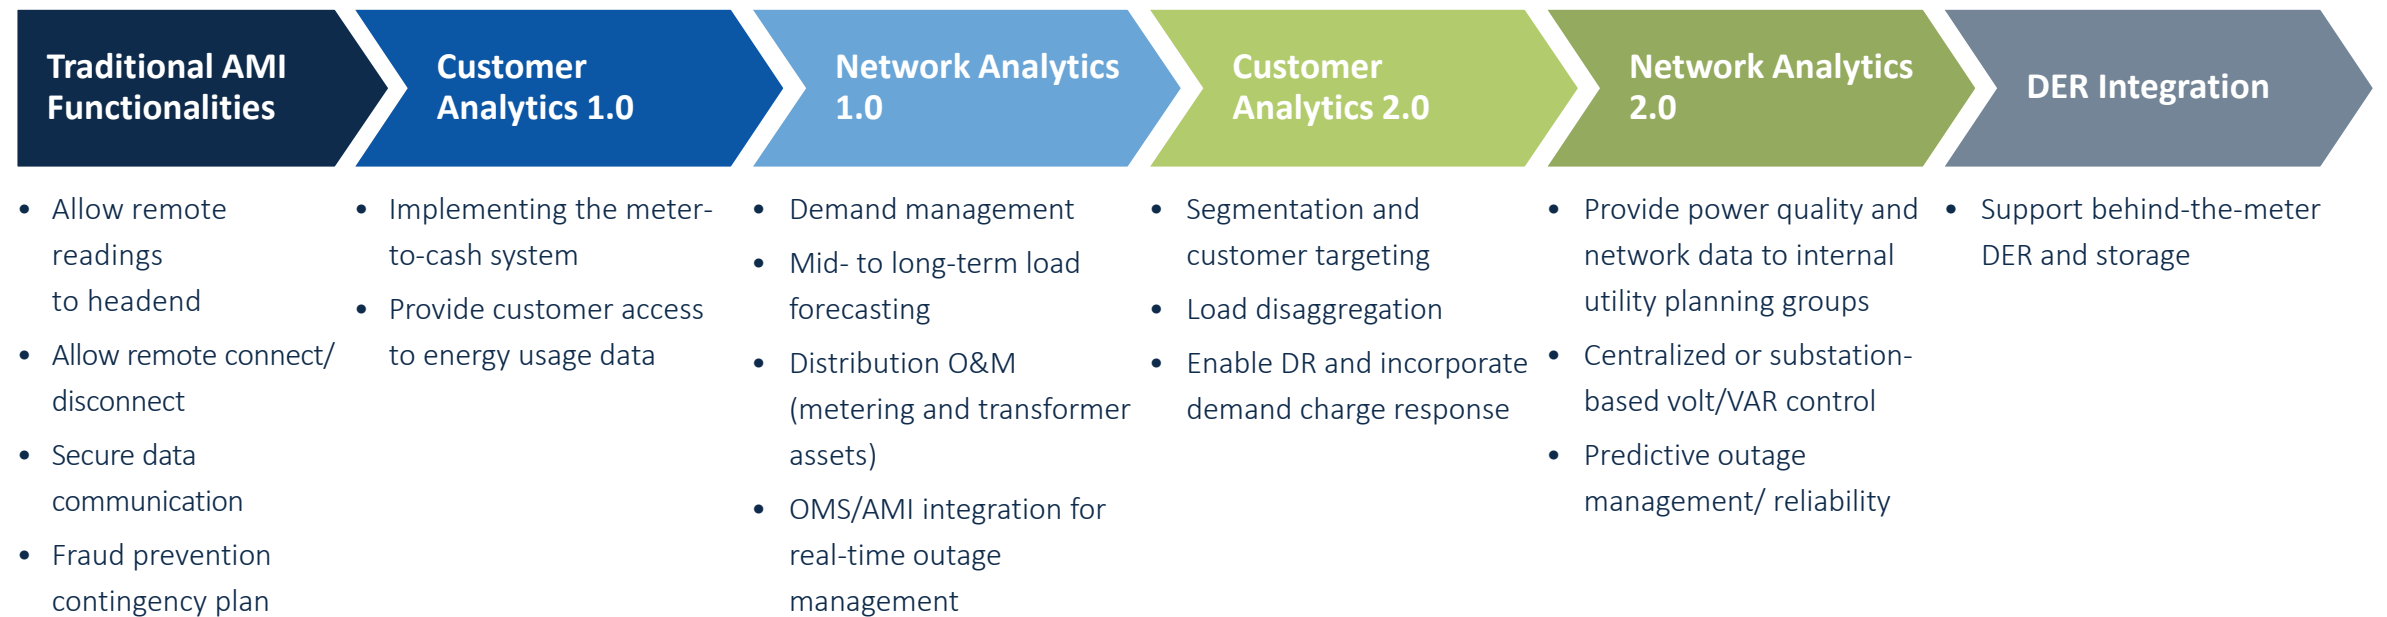 Traditional AMI
Functionalities
• Allow remote
readings
to headend
• Allow remote connect/
disconnect
• Secure data
communication
• Fraud prevention
contingency plan
Customer
Analytics 1.0
• Implementing the meter-
to-cash system
• Provide customer access
to energy usage data
Network Analytics
1.0
• Demand management
• Mid- to long-term load
forecasting
• Distribution O&M
(metering and transformer
assets)
• OMS/AMI integration for
real-time outage
management
Customer
Analytics 2.0
• Segmentation and
customer targeting
• Load disaggregation
• Enable DR and incorporate
demand charge response
Network Analytics
2.0
• Provide power quality and
network data to internal
utility planning groups
• Centralized or substation-
based volt/VAR control
• Predictive outage
management/ reliability
DER Integration
• Support behind-the-meter
DER and storage